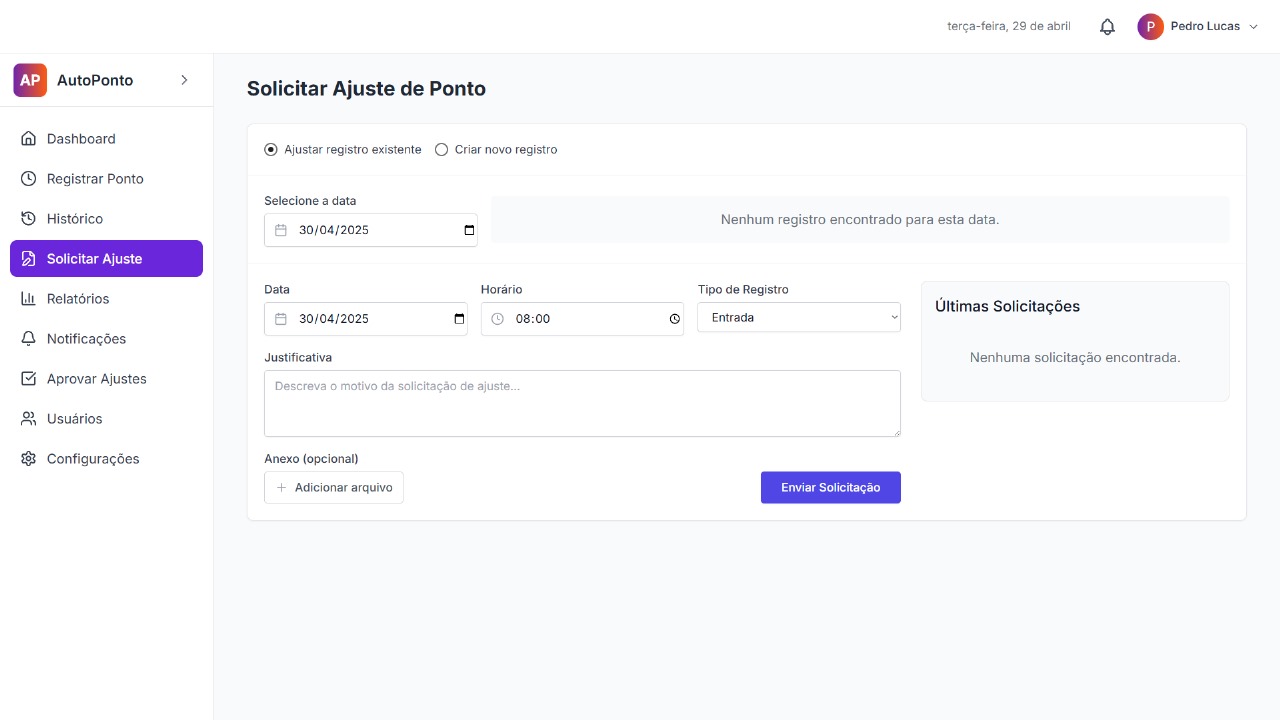 terça-feira, 29 de abril
P
Pedro Lucas
AP
AutoPonto
Dashboard
Registrar Ponto
Histórico
Solicitar Ajuste
Relatórios
Notificações
Aprovar Ajustes
Usuários
Configurações
Solicitar Ajuste de Ponto
Ajustar registro existente
Criar novo registro
Selecione a data
30/04/2025
Nenhum registro encontrado para esta data.
Data
30/04/2025
Horário
08:00
Tipo de Registro
Entrada
Justificativa
Descreva o motivo da solicitação de ajuste...
Anexo (opcional)
Adicionar arquivo
Enviar Solicitação
Últimas Solicitações
Nenhuma solicitação encontrada.